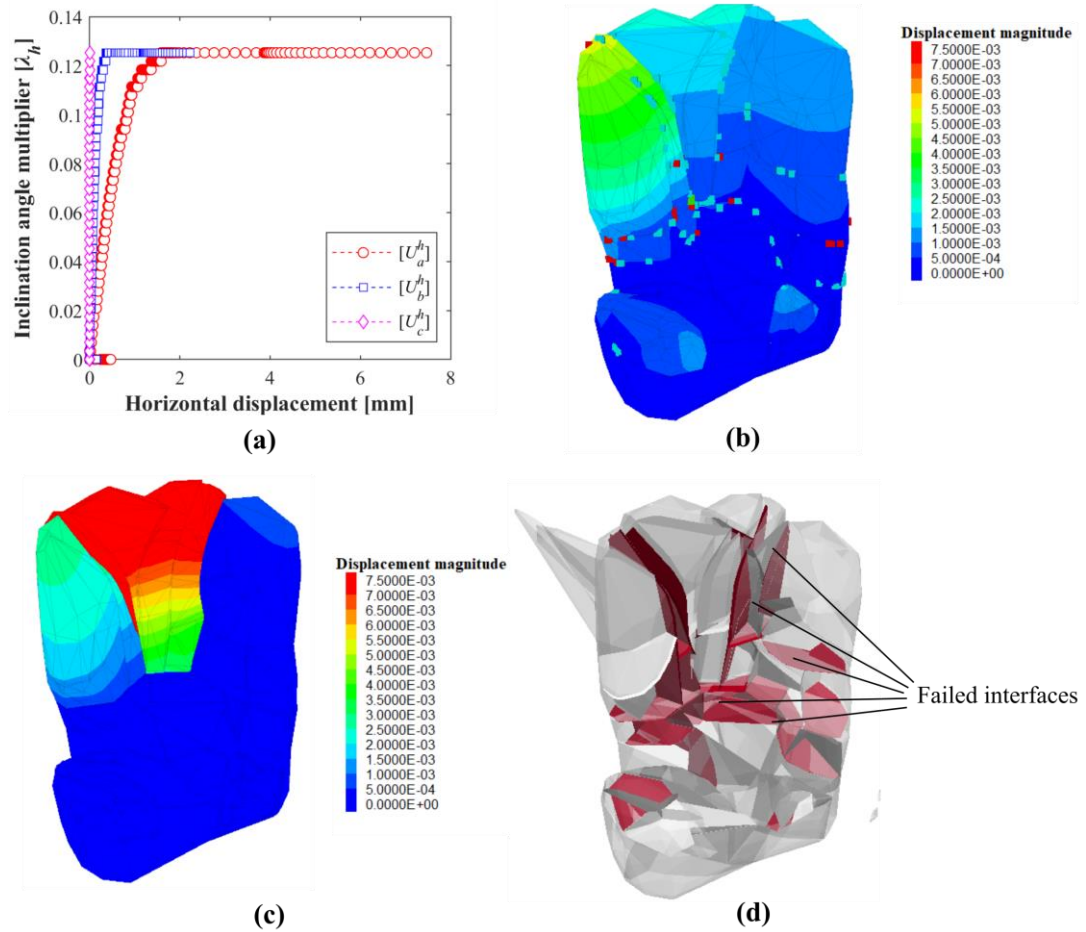 0.14
0.12
0.10
0.08
0.06
0.04
0.02
0
Inclination angle multiplier [λ_h]
[U_a^h]
[U_b^h]
[U_c^h]
0 2 4 6 8
Horizontal displacement [mm]
(a)
Displacement magnitude
7.5000E-03
7.0000E-03
6.5000E-03
6.0000E-03
5.5000E-03
5.0000E-03
4.5000E-03
4.0000E-03
3.5000E-03
3.0000E-03
2.5000E-03
2.0000E-03
1.5000E-03
1.0000E-03
5.0000E-04
0.0000E+00
(b)
Displacement magnitude
7.5000E-03
7.0000E-03
6.5000E-03
6.0000E-03
5.5000E-03
5.0000E-03
4.5000E-03
4.0000E-03
3.5000E-03
3.0000E-03
2.5000E-03
2.0000E-03
1.5000E-03
1.0000E-03
5.0000E-04
0.0000E+00
(c)
Failed interfaces
(d)